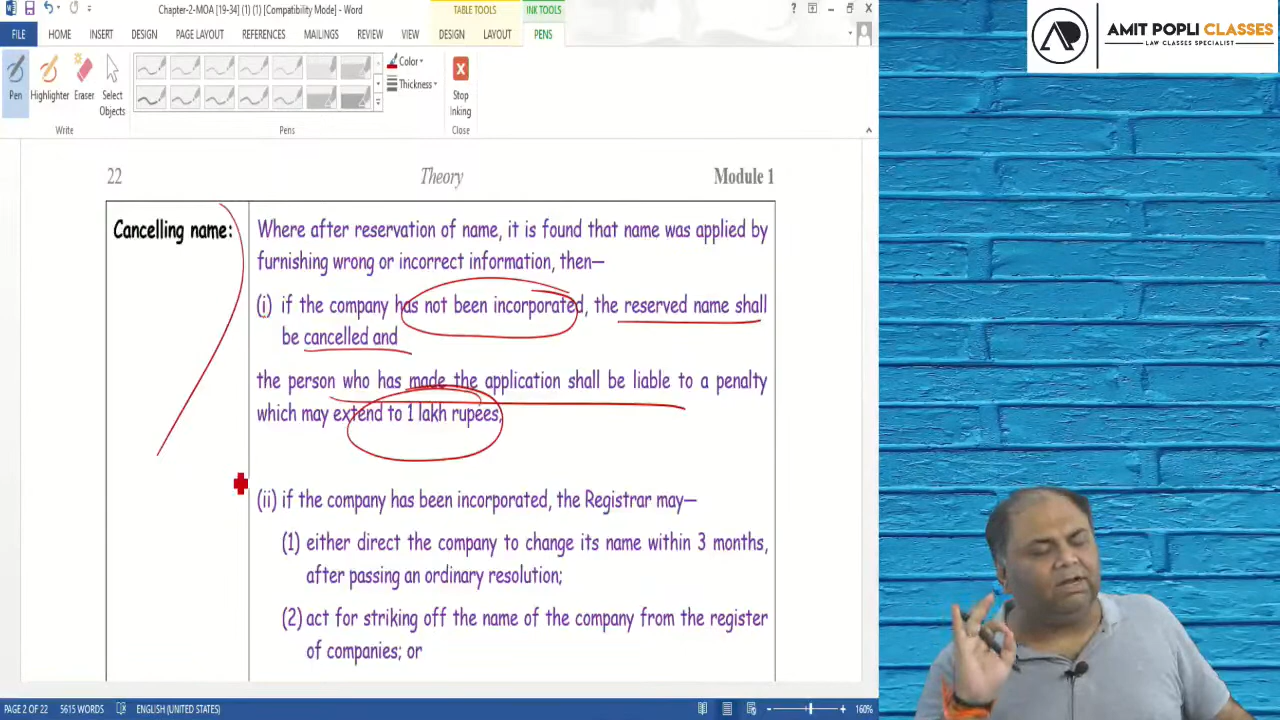 Chapter-2-MOA [19-34] (1) (1) [Compatibility Mode] - Word
TABLE TOOLS
INK TOOLS
FILE HOME INSERT DESIGN PAGE LAYOUT REFERENCES MAILINGS REVIEW VIEW DESIGN LAYOUT PENS
Pen Highlighter Eraser Select Objects
Color
Thickness
Stop Inking
Write Pens Close
AMIT POPLI CLASSES
LAW CLASSES SPECIALIST
22 Theory Module 1
Cancelling name:
Where after reservation of name, it is found that name was applied by
furnishing wrong or incorrect information, then—
(i) if the company has not been incorporated, the reserved name shall
be cancelled and
the person who has made the application shall be liable to a penalty
which may extend to 1 lakh rupees,
(ii) if the company has been incorporated, the Registrar may—
(1) either direct the company to change its name within 3 months,
after passing an ordinary resolution;
(2) act for striking off the name of the company from the register
of companies; or
PAGE 2 OF 22 5615 WORDS ENGLISH (UNITED STATES) 160%